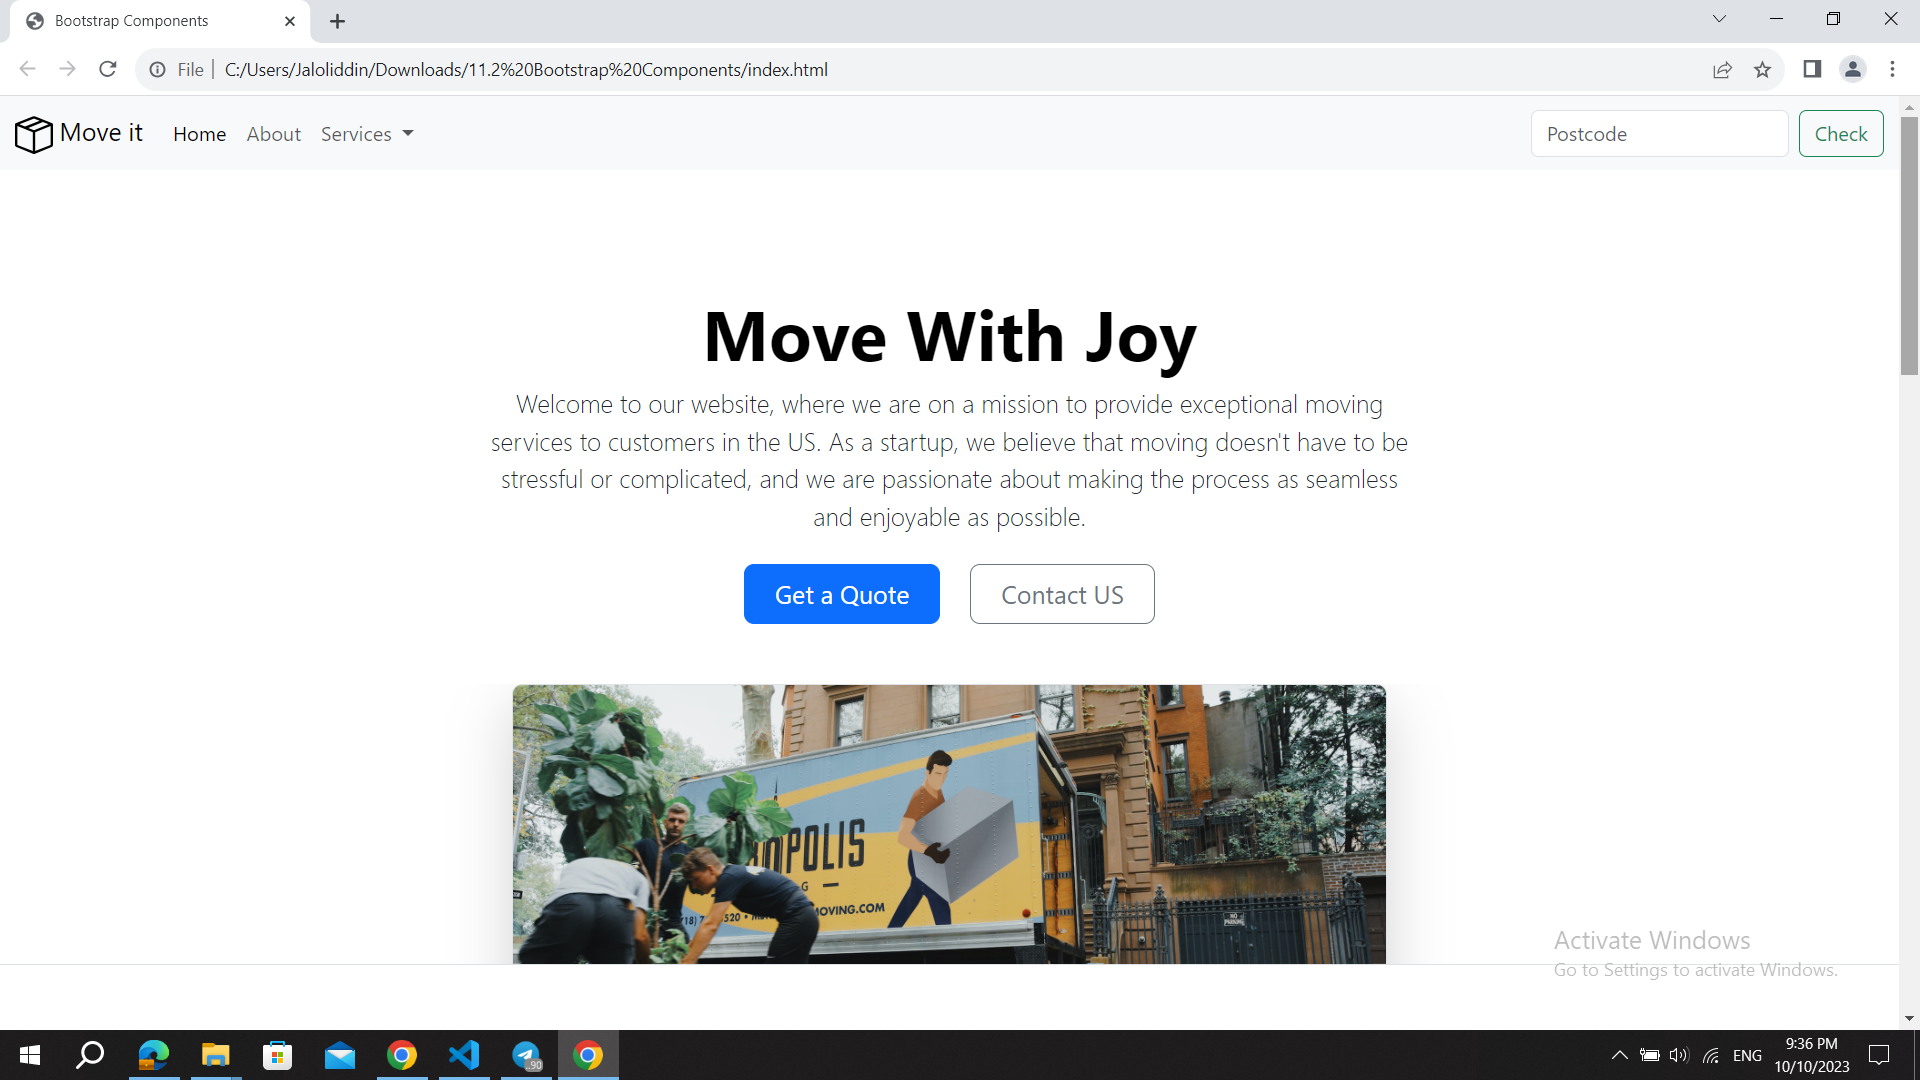 Bootstrap Components
File
C:/Users/Jaloliddin/Downloads/11.2%20Bootstrap%20Components/index.html
Move it Home About Services Postcode Check
Move With Joy
Welcome to our website, where we are on a mission to provide exceptional moving
services to customers in the US. As a startup, we believe that moving doesn't have to be
stressful or complicated, and we are passionate about making the process as seamless
and enjoyable as possible.
Get a Quote Contact US
POLIS
G
520 •
MOVING.COM
NO
PARKING
Activate Windows
Go to Settings to activate Windows.
90
ENG
9:36 PM
10/10/2023